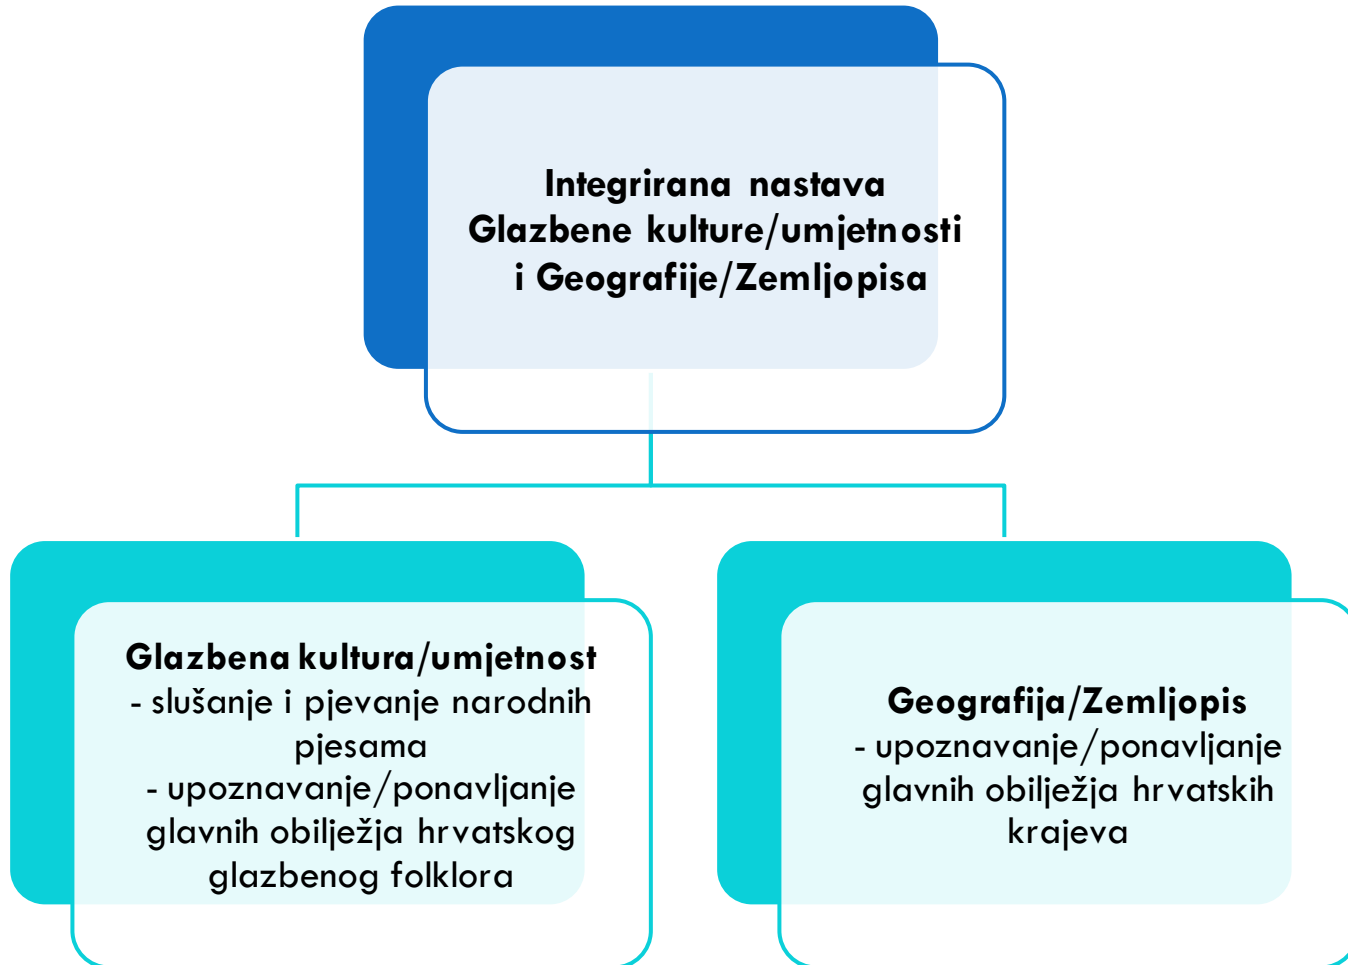 Integrirana nastava
Glazbene kulture/umjetnosti
i Geografije/Zemljopisa
Glazbena kultura/umjetnost
- slušanje i pjevanje narodnih
pjesama
- upoznavanje/ponavljanje
glavnih obilježja hrvatskog
glazbenog folklora
Geografija/Zemljopis
- upoznavanje/ponavljanje
glavnih obilježja hrvatskih
krajeva